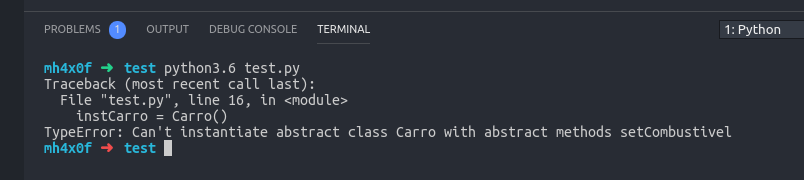 PROBLEMS 1 OUTPUT DEBUG CONSOLE TERMINAL 1: Python
mh4x0f ➜ test python3.6 test.py
Traceback (most recent call last):
  File "test.py", line 16, in <module>
    instCarro = Carro()
TypeError: Can't instantiate abstract class Carro with abstract methods setCombustivel
mh4x0f ➜ test